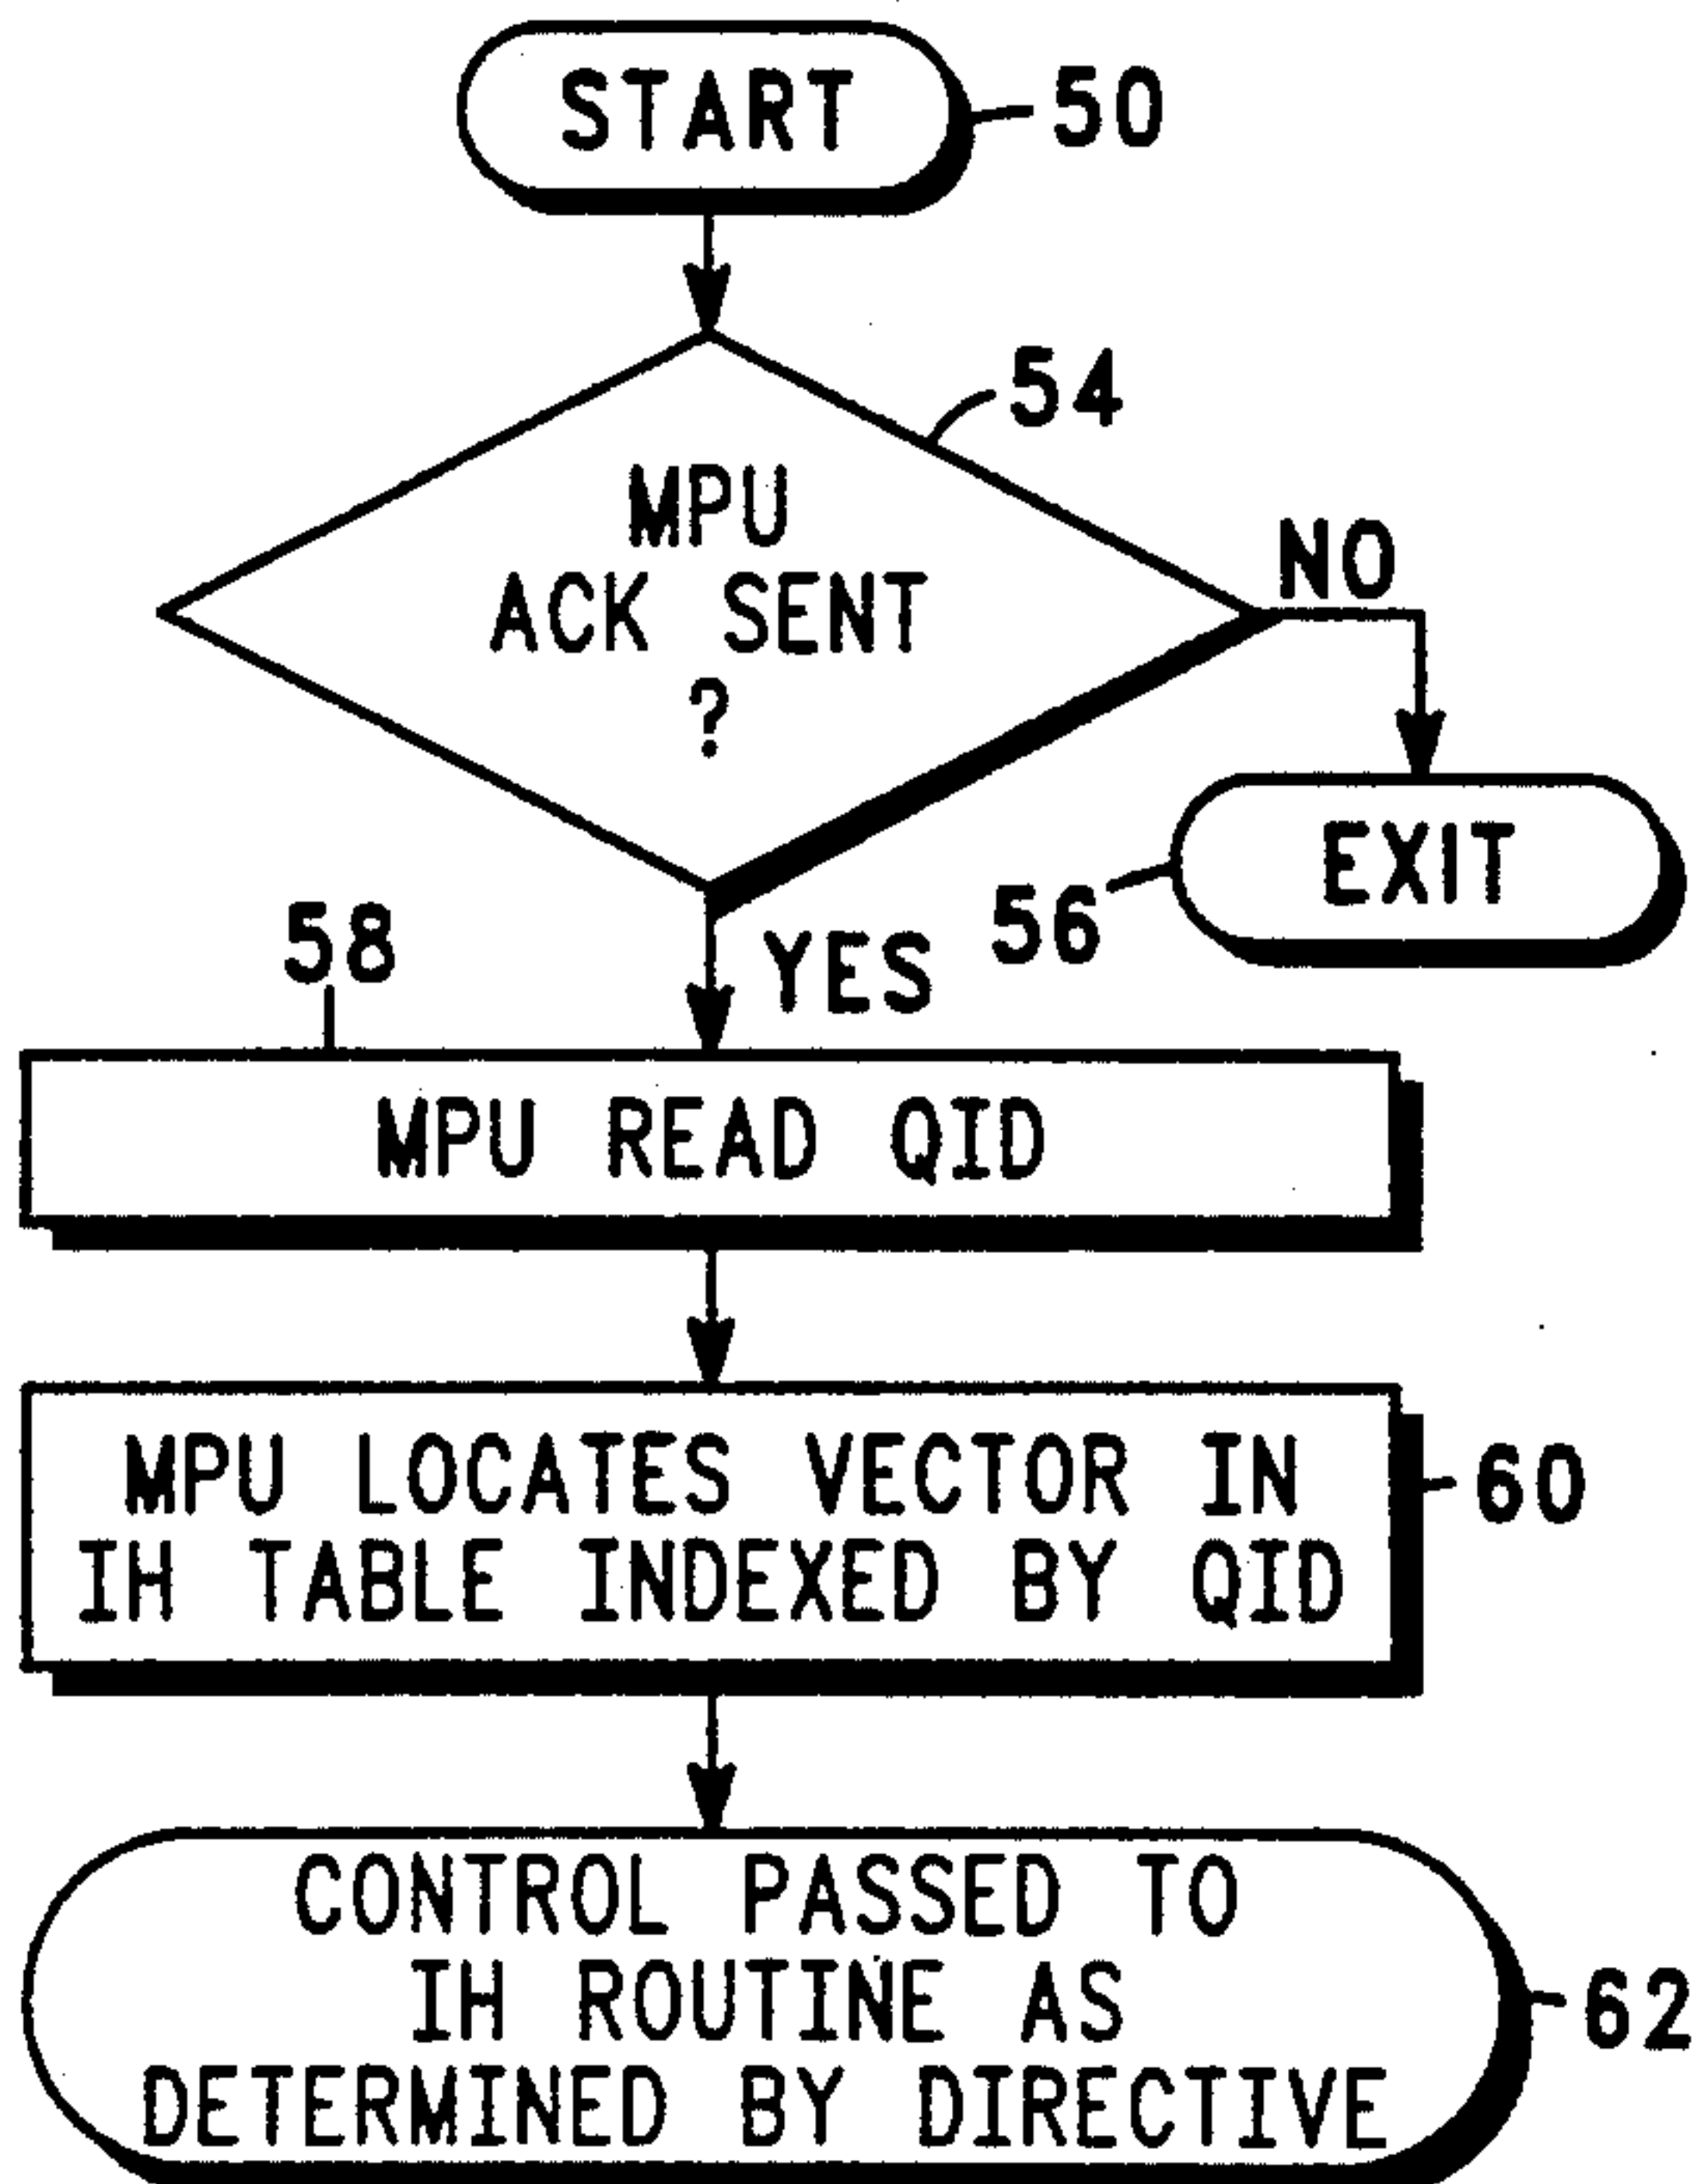 START
50
54
MPU
ACK SENT
?
NO
EXIT
56
58
YES
MPU READ QID
MPU LOCATES VECTOR IN
IH TABLE INDEXED BY QID
60
CONTROL PASSED TO
IH ROUTINE AS
DETERMINED BY DIRECTIVE
62